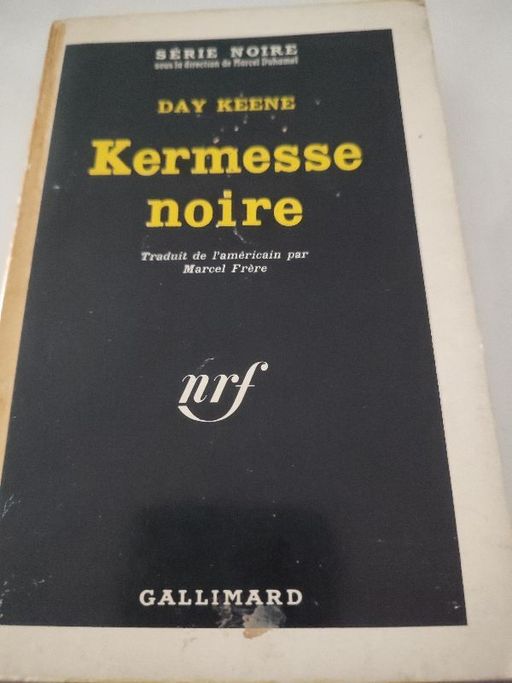 SÉRIE NOIRE
sous la direction de Marcel Duhamel
DAY KEENE
Kermesse
noire
Traduit de l'américain par
Marcel Frère
nrf
GALLIMARD